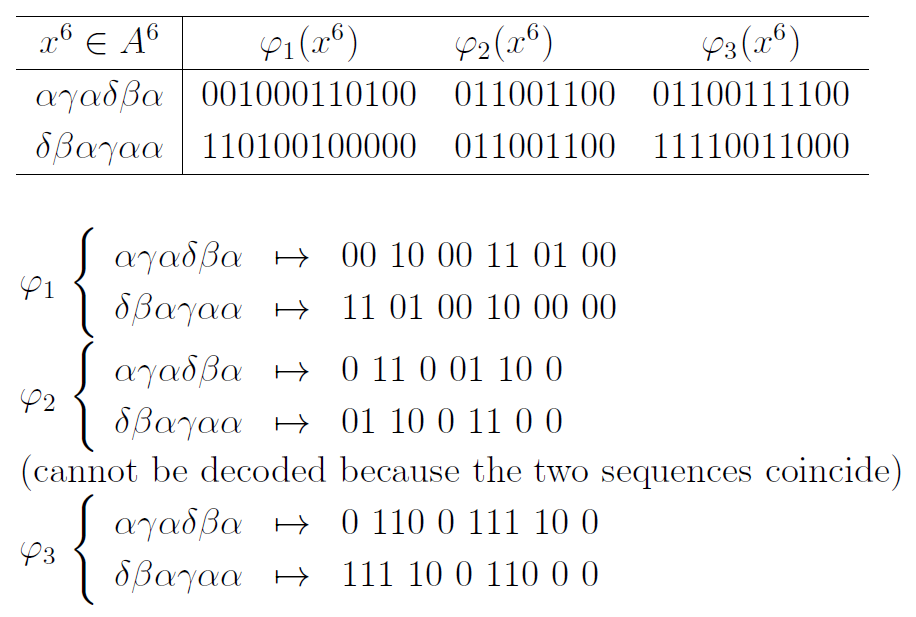 x⁶ ∈ A⁶ φ₁(x⁶) φ₂(x⁶) φ₃(x⁶)
αγαδβα 001000110100 011001100 01100111100
δβαγαα 110100100000 011001100 11110011000
φ₁ { αγαδβα ↦ 00 10 00 11 01 00
δβαγαα ↦ 11 01 00 10 00 00
φ₂ { αγαδβα ↦ 0 11 0 01 10 0
δβαγαα ↦ 01 10 0 11 0 0
(cannot be decoded because the two sequences coincide)
φ₃ { αγαδβα ↦ 0 110 0 111 10 0
δβαγαα ↦ 111 10 0 110 0 0